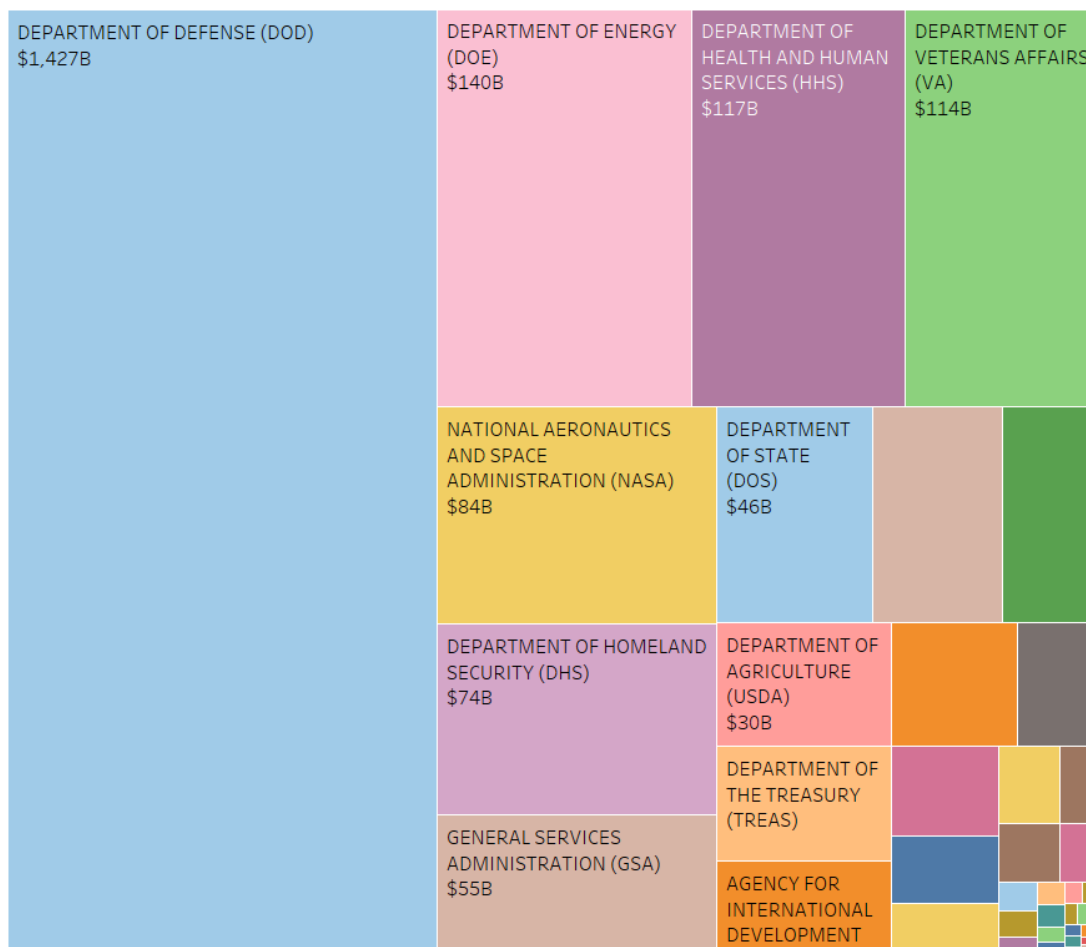 DEPARTMENT OF DEFENSE (DOD)
$1,427B
DEPARTMENT OF ENERGY
(DOE)
$140B
DEPARTMENT OF
HEALTH AND HUMAN
SERVICES (HHS)
$117B
DEPARTMENT OF
VETERANS AFFAIRS
(VA)
$114B
NATIONAL AERONAUTICS
AND SPACE
ADMINISTRATION (NASA)
$84B
DEPARTMENT
OF STATE
(DOS)
$46B
DEPARTMENT OF HOMELAND
SECURITY (DHS)
$74B
DEPARTMENT OF
AGRICULTURE
(USDA)
$30B
DEPARTMENT OF
THE TREASURY
(TREAS)
GENERAL SERVICES
ADMINISTRATION (GSA)
$55B
AGENCY FOR
INTERNATIONAL
DEVELOPMENT